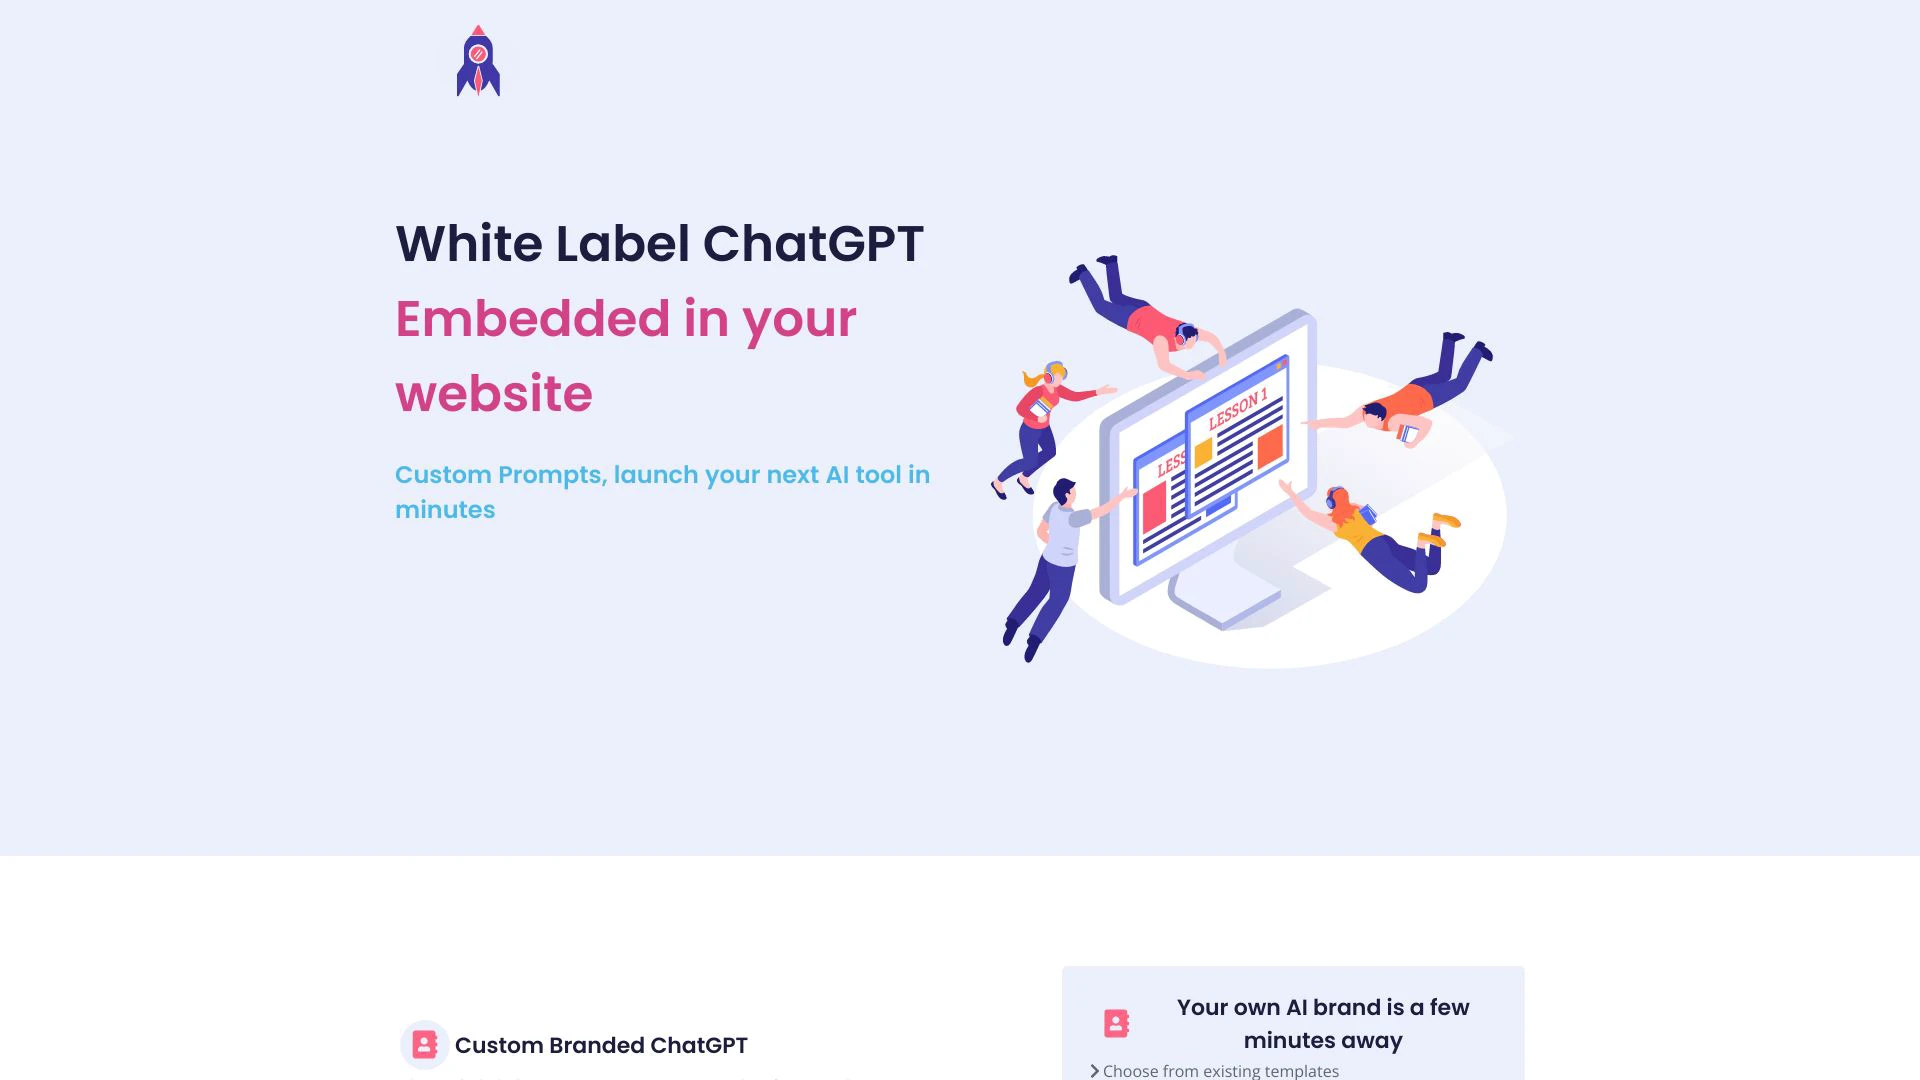 White Label ChatGPT
Embedded in your
website
Custom Prompts, launch your next AI tool in
minutes
LESSON 1
LESS
Custom Branded ChatGPT
Your own AI brand is a few
minutes away
Choose from existing templates